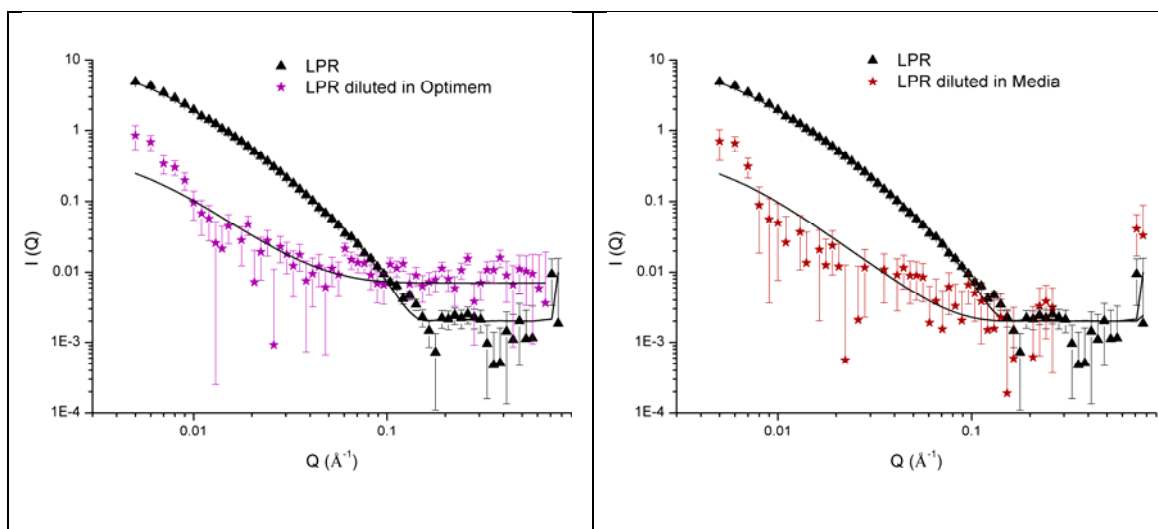 LPR
LPR diluted in Optimem
10
1
0.1
0.01
1E-3
1E-4
I (Q)
0.01
0.1
Q (Å⁻¹)
LPR
LPR diluted in Media
10
1
0.1
0.01
1E-3
1E-4
I (Q)
0.01
0.1
Q (Å⁻¹)